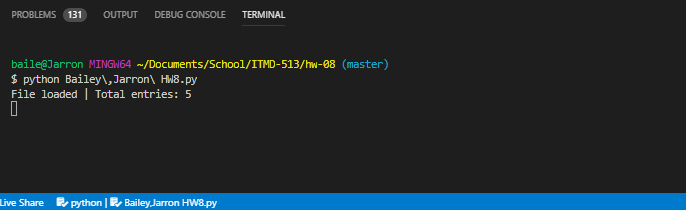 PROBLEMS 131 OUTPUT DEBUG CONSOLE TERMINAL
baile@Jarron MINGW64 ~/Documents/School/ITMD-513/hw-08 (master)
$ python Bailey\,Jarron\ HW8.py
File loaded | Total entries: 5
Live Share python | Bailey,Jarron HW8.py